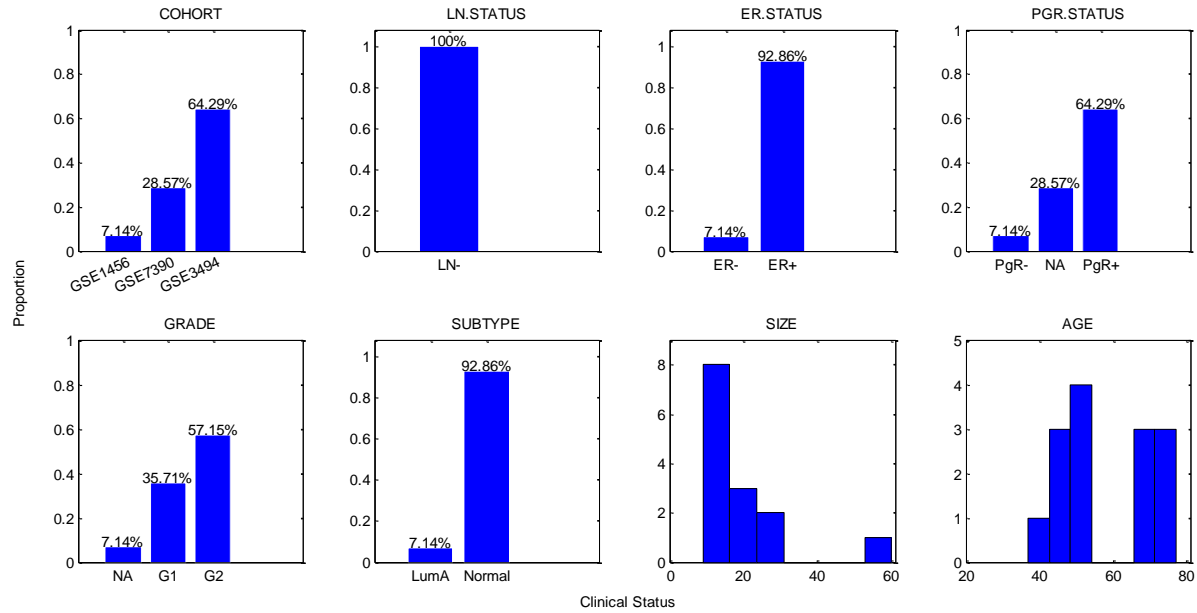 COHORT
1
0.8
0.6
0.4
0.2
0
7.14%
28.57%
64.29%
GSE1456
GSE7390
GSE3494
LN.STATUS
1
0.8
0.6
0.4
0.2
0
100%
LN-
ER.STATUS
1
0.8
0.6
0.4
0.2
0
7.14%
92.86%
ER-
ER+
PGR.STATUS
1
0.8
0.6
0.4
0.2
0
7.14%
28.57%
64.29%
PgR-
NA
PgR+
Proportion
GRADE
1
0.8
0.6
0.4
0.2
0
7.14%
35.71%
57.15%
NA
G1
G2
SUBTYPE
1
0.8
0.6
0.4
0.2
0
7.14%
92.86%
LumA
Normal
SIZE
8
6
4
2
0
0
20
40
60
AGE
5
4
3
2
1
0
20
40
60
80
Clinical Status